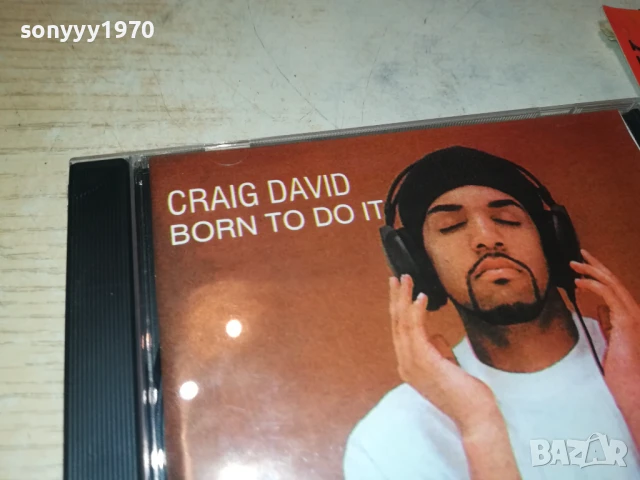 sonyyy1970
CRAIG DAVID
BORN TO DO IT
BAZAR